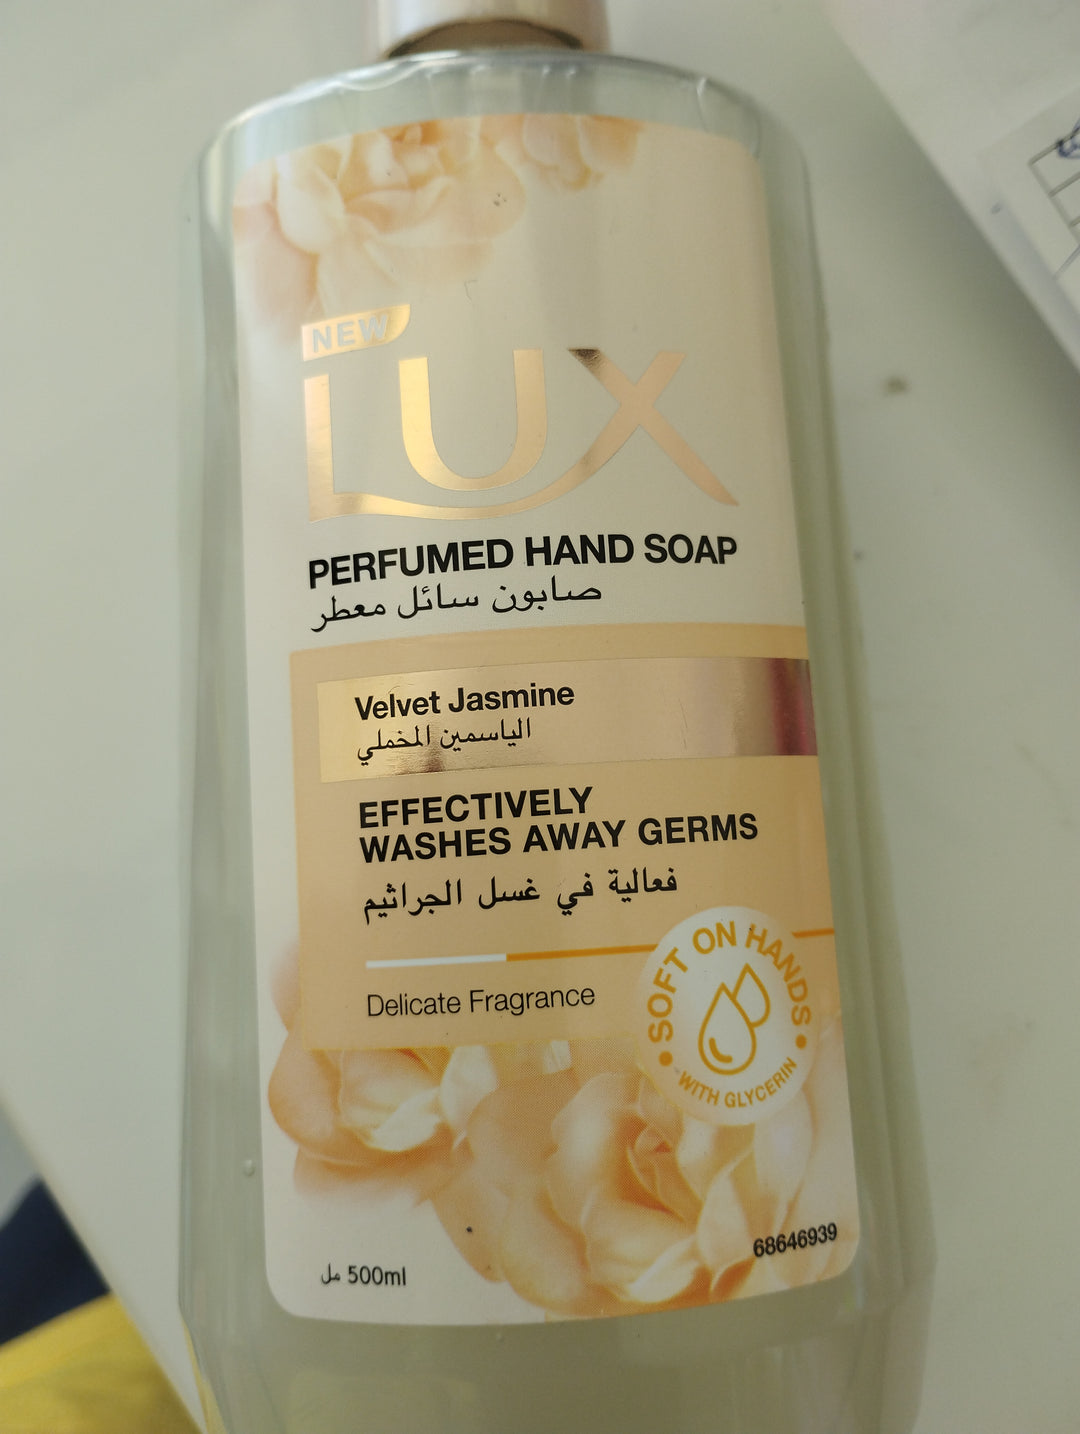 NEW
LUX
PERFUMED HAND SOAP
صابون سائل معطر
Velvet Jasmine
الياسمين المخملي
EFFECTIVELY
WASHES AWAY GERMS
فعالية في غسل الجراثيم
SOFT ON HANDS
WITH GLYCERIN
Delicate Fragrance
68646939
500ml مل